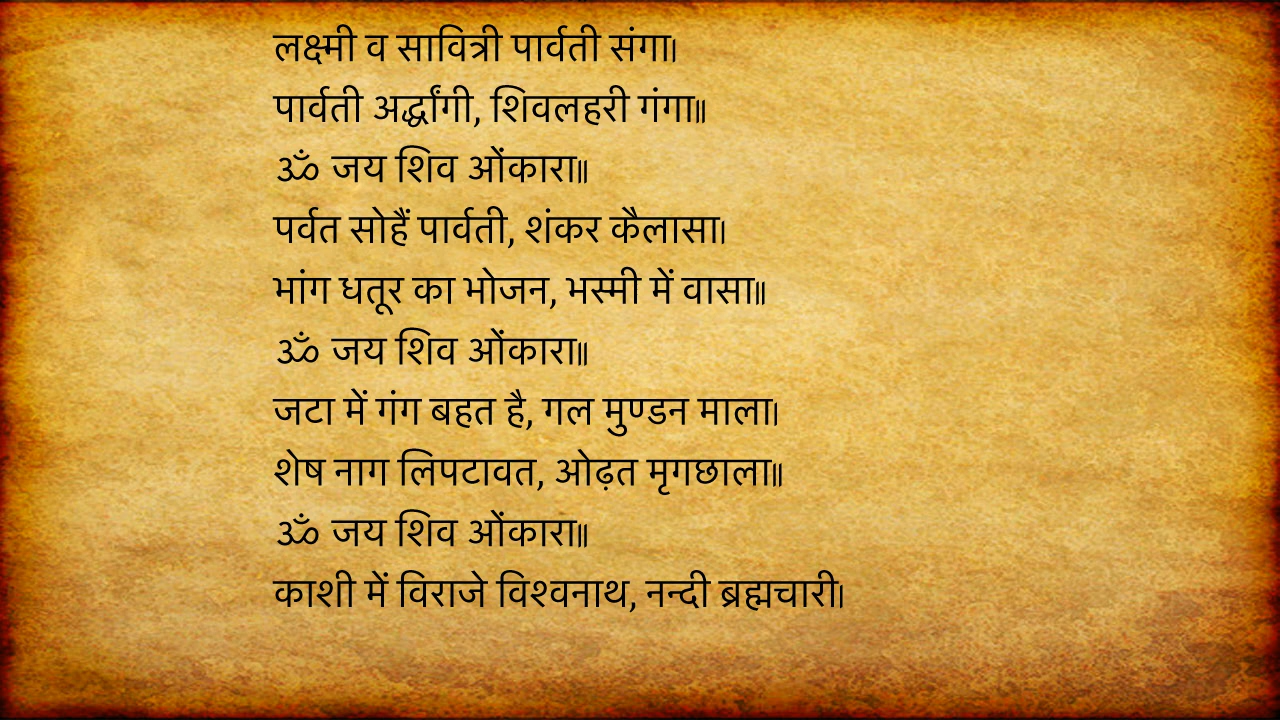 लक्ष्मी व सावित्री पार्वती संगा।
पार्वती अर्द्धांगी, शिवलहरी गंगा॥
ॐ जय शिव ओंकारा॥
पर्वत सोहैं पार्वती, शंकर कैलासा।
भांग धतूर का भोजन, भस्मी में वासा॥
ॐ जय शिव ओंकारा॥
जटा में गंग बहत है, गल मुण्डन माला।
शेष नाग लिपटावत, ओढ़त मृगछाला॥
ॐ जय शिव ओंकारा॥
काशी में विराजे विश्वनाथ, नन्दी ब्रह्मचारी।